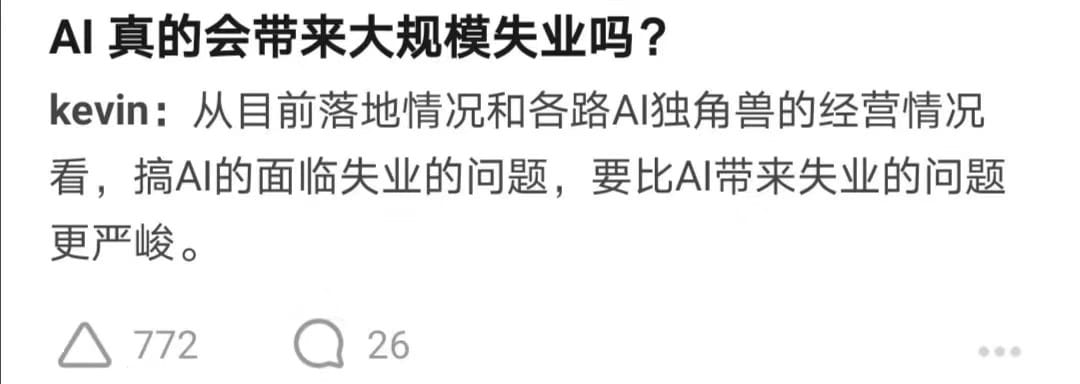 AI 真的会带来大规模失业吗？
kevin：从目前落地情况和各路AI独角兽的经营情况
看，搞AI的面临失业的问题，要比AI带来失业的问题
更严峻。
772 26